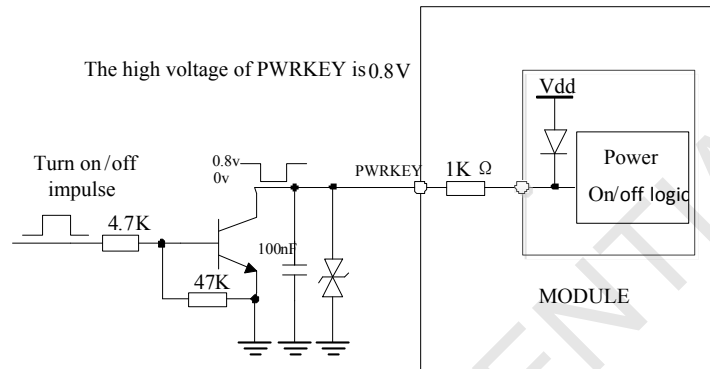 The high voltage of PWRKEY is 0.8V
Vdd
Turn on/off
impulse
0.8v
0v
PWRKEY
1K Ω
Power
On/off logic
4.7K
100nF
47K
MODULE
ENTI